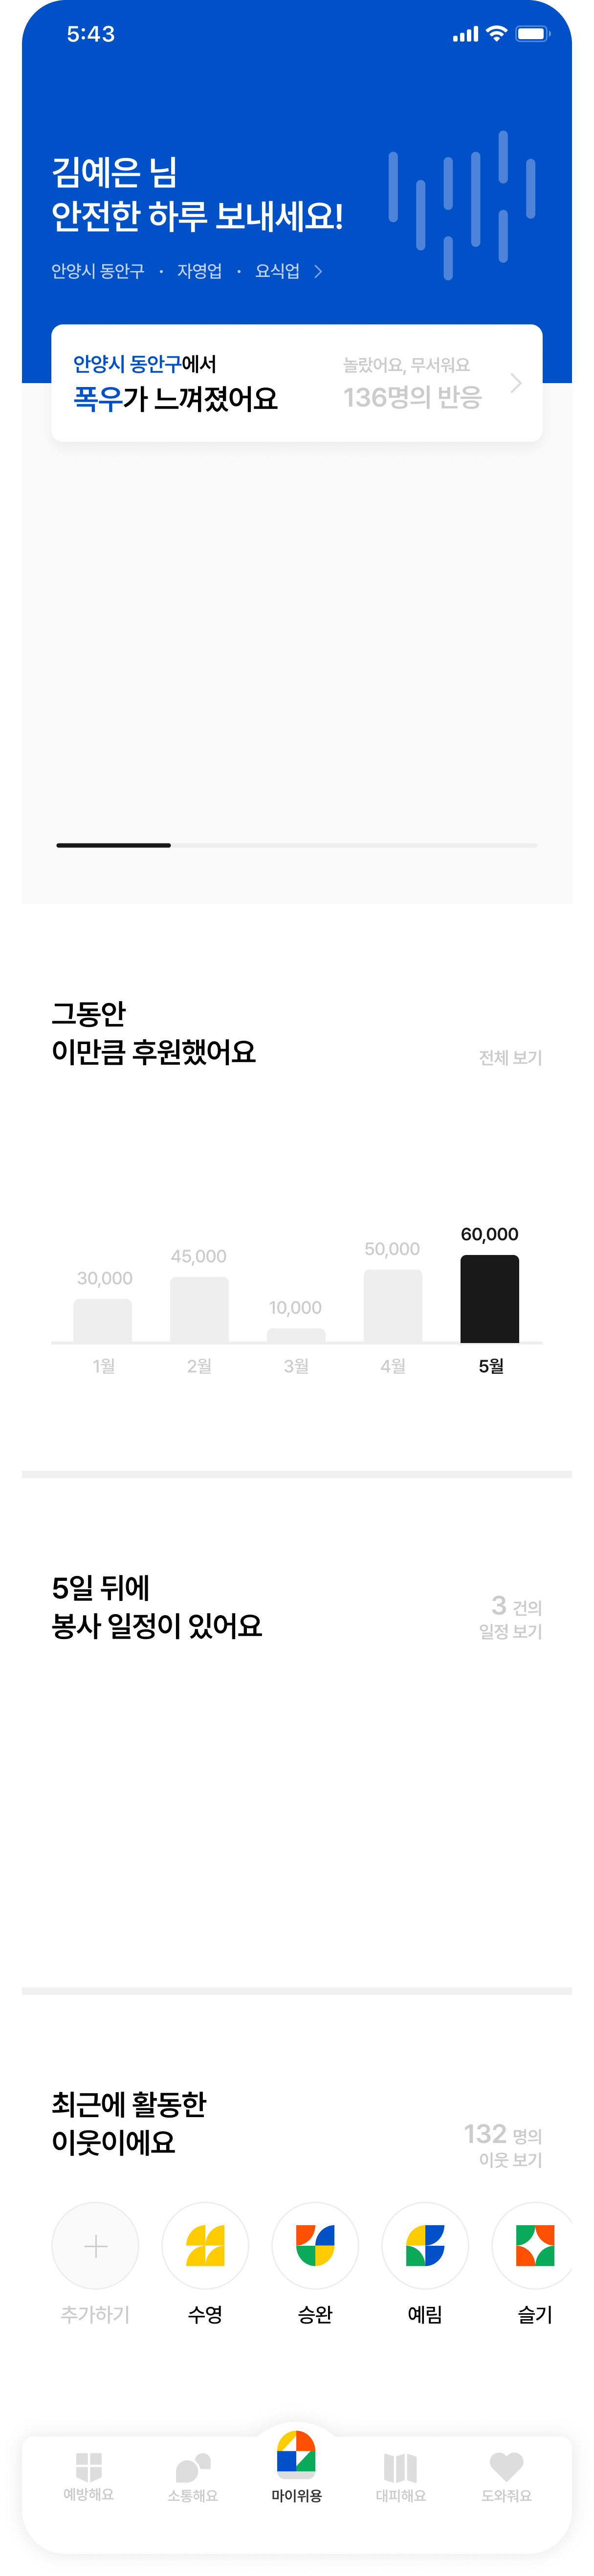 5:43
김예은 님
안전한 하루 보내세요!
안양시 동안구 · 자영업 · 요식업
안양시 동안구에서
폭우가 느껴졌어요
놀랐어요, 무서워요
136명의 반응
그동안
이만큼 후원했어요
전체 보기
30,000
45,000
10,000
50,000
60,000
1월
2월
3월
4월
5월
5일 뒤에
봉사 일정이 있어요
3 건의
일정 보기
최근에 활동한
이웃이에요
132 명의
이웃 보기
추가하기
수영
승완
예림
슬기
예방해요
소통해요
마이위용
대피해요
도와줘요